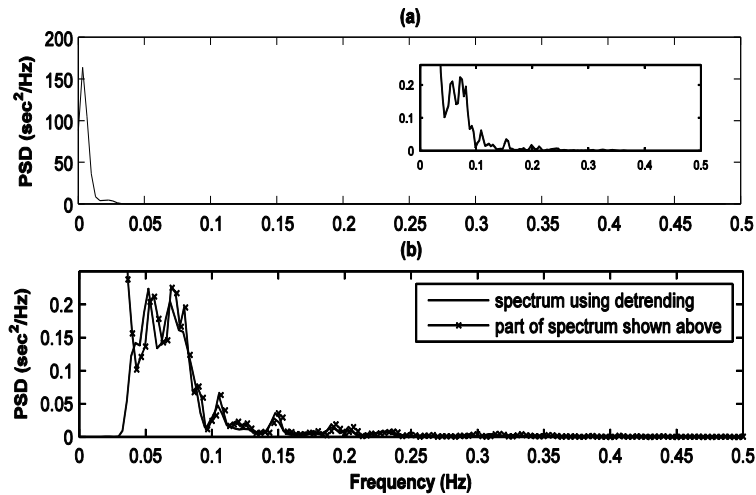 (a)
PSD (sec²/Hz)
200
150
100
50
0
0 0.05 0.1 0.15 0.2 0.25 0.3 0.35 0.4 0.45 0.5
0.2
0.1
0
0 0.1 0.2 0.3 0.4 0.5
(b)
PSD (sec²/Hz)
0.2
0.15
0.1
0.05
0
0 0.05 0.1 0.15 0.2 0.25 0.3 0.35 0.4 0.45 0.5
spectrum using detrending
part of spectrum shown above
Frequency (Hz)